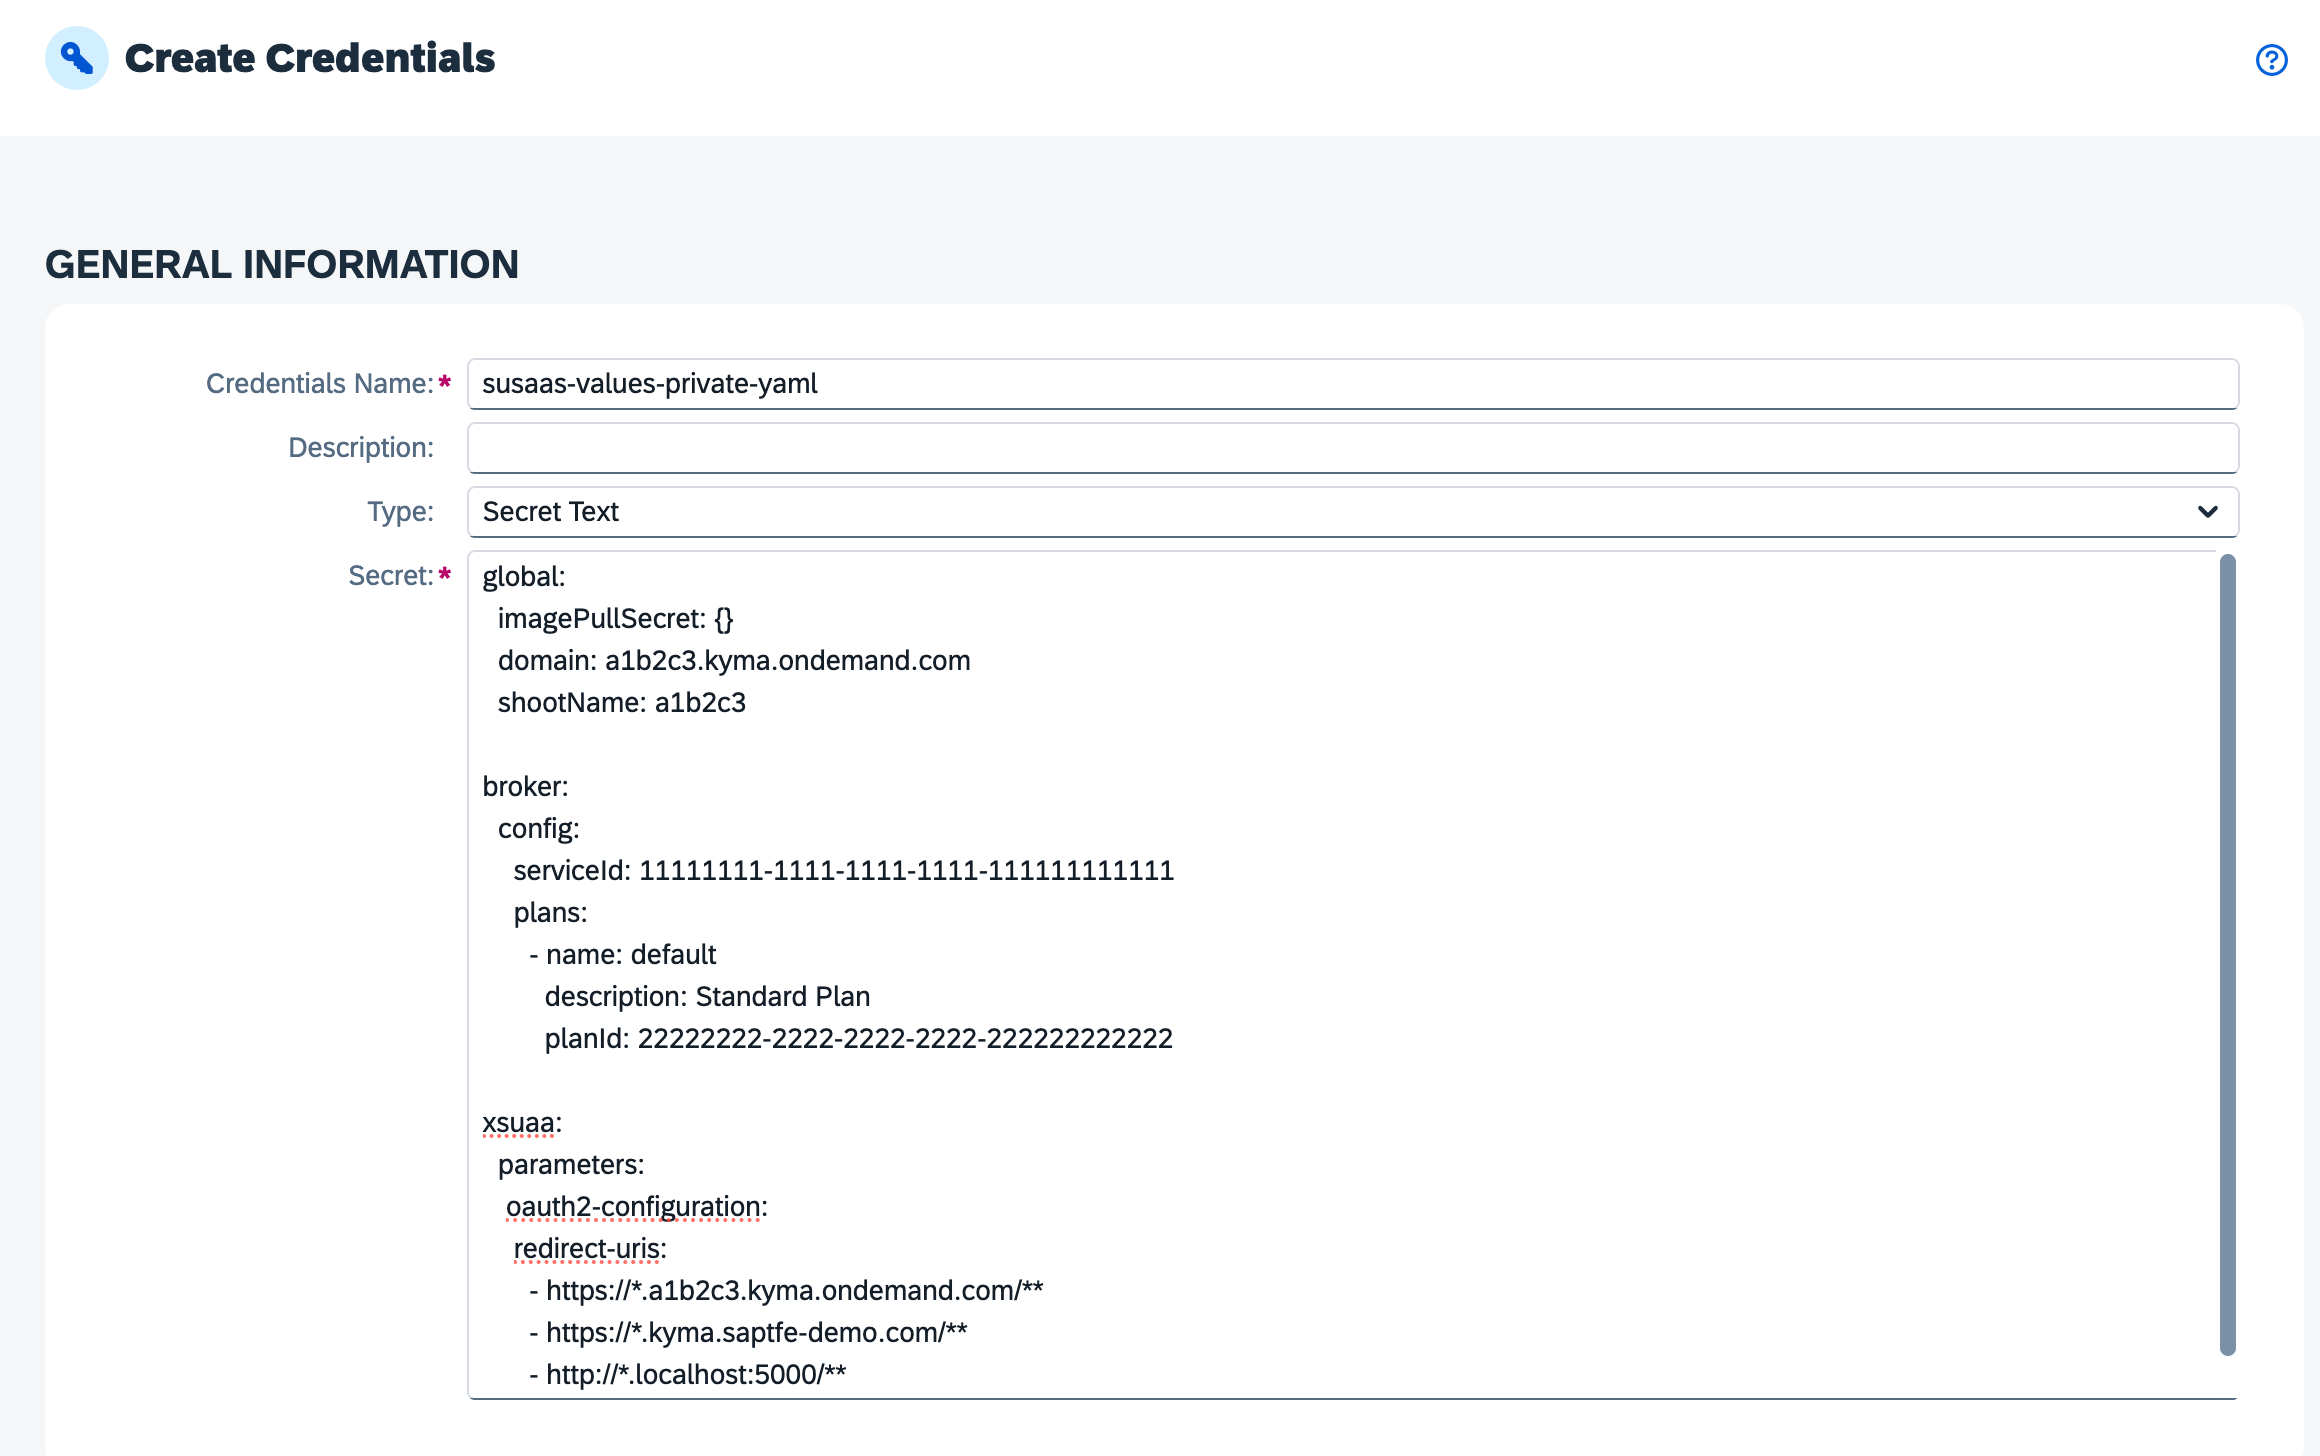 Create Credentials
GENERAL INFORMATION
Credentials Name:* susaas-values-private-yaml
Description:
Type: Secret Text
Secret:* global:
imagePullSecret: {}
domain: a1b2c3.kyma.ondemand.com
shootName: a1b2c3
broker:
config:
serviceId: 11111111-1111-1111-1111-111111111111
plans:
- name: default
description: Standard Plan
planId: 22222222-2222-2222-2222-222222222222
xsuaa:
parameters:
oauth2-configuration:
redirect-uris:
- https://*.a1b2c3.kyma.ondemand.com/**
- https://*.kyma.saptfe-demo.com/**
- http://*.localhost:5000/**